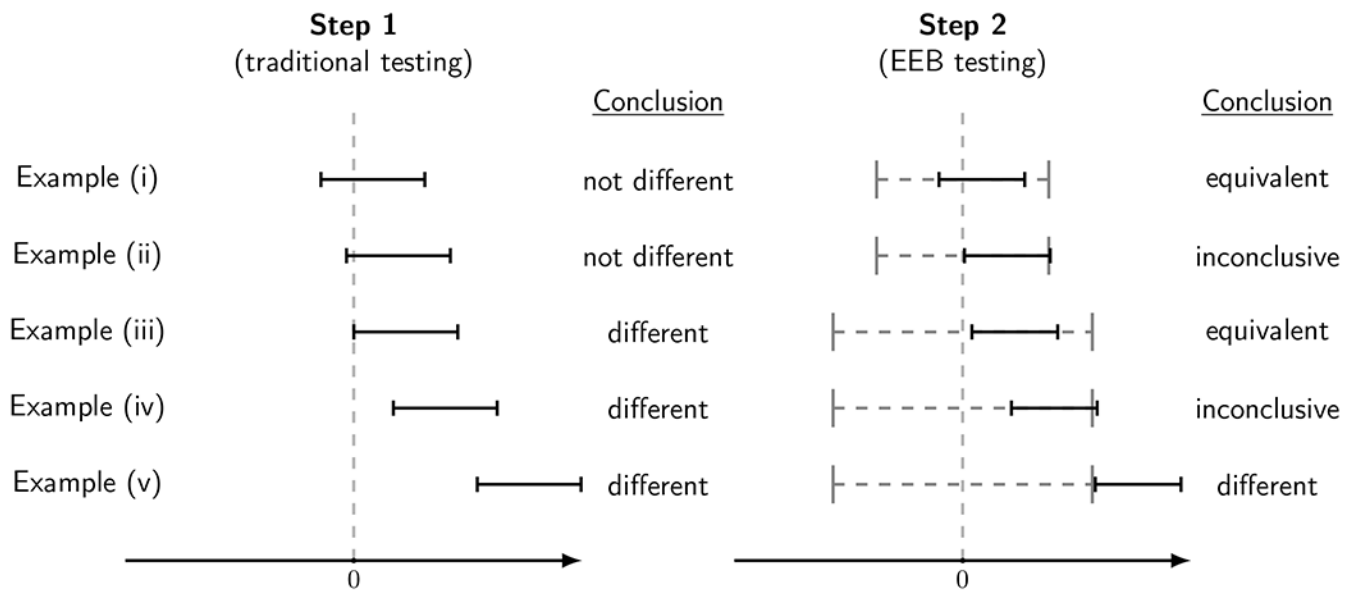 Step 1
(traditional testing)
Step 2
(EEB testing)
Conclusion
Conclusion
Example (i)
not different
equivalent
Example (ii)
not different
inconclusive
Example (iii)
different
equivalent
Example (iv)
different
inconclusive
Example (v)
different
different
0
0